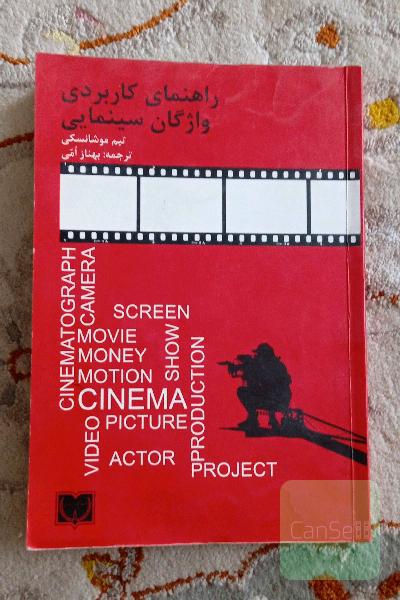 راهنمای کاربردی
واژگان سینمایی
تیم موشانسکی
ترجمه: بهناز اُمّی
CINEMATOGRAPH
CAMERA
SCREEN
MOVIE
MONEY
MOTION
SHOW
CINEMA
PRODUCTION
VIDEO
PICTURE
ACTOR
PROJECT
CanSell